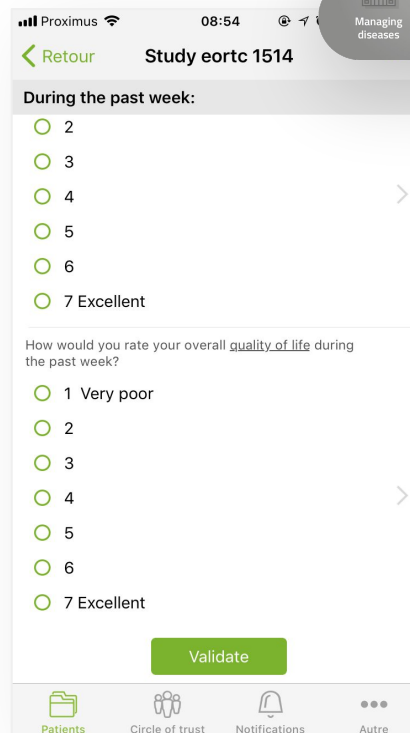 Proximus 08:54
Managing
diseases
Retour Study eortc 1514
During the past week:
2
3
4
5
6
7 Excellent
How would you rate your overall quality of life during
the past week?
1 Very poor
2
3
4
5
6
7 Excellent
Validate
Patients Circle of trust Notifications Autre